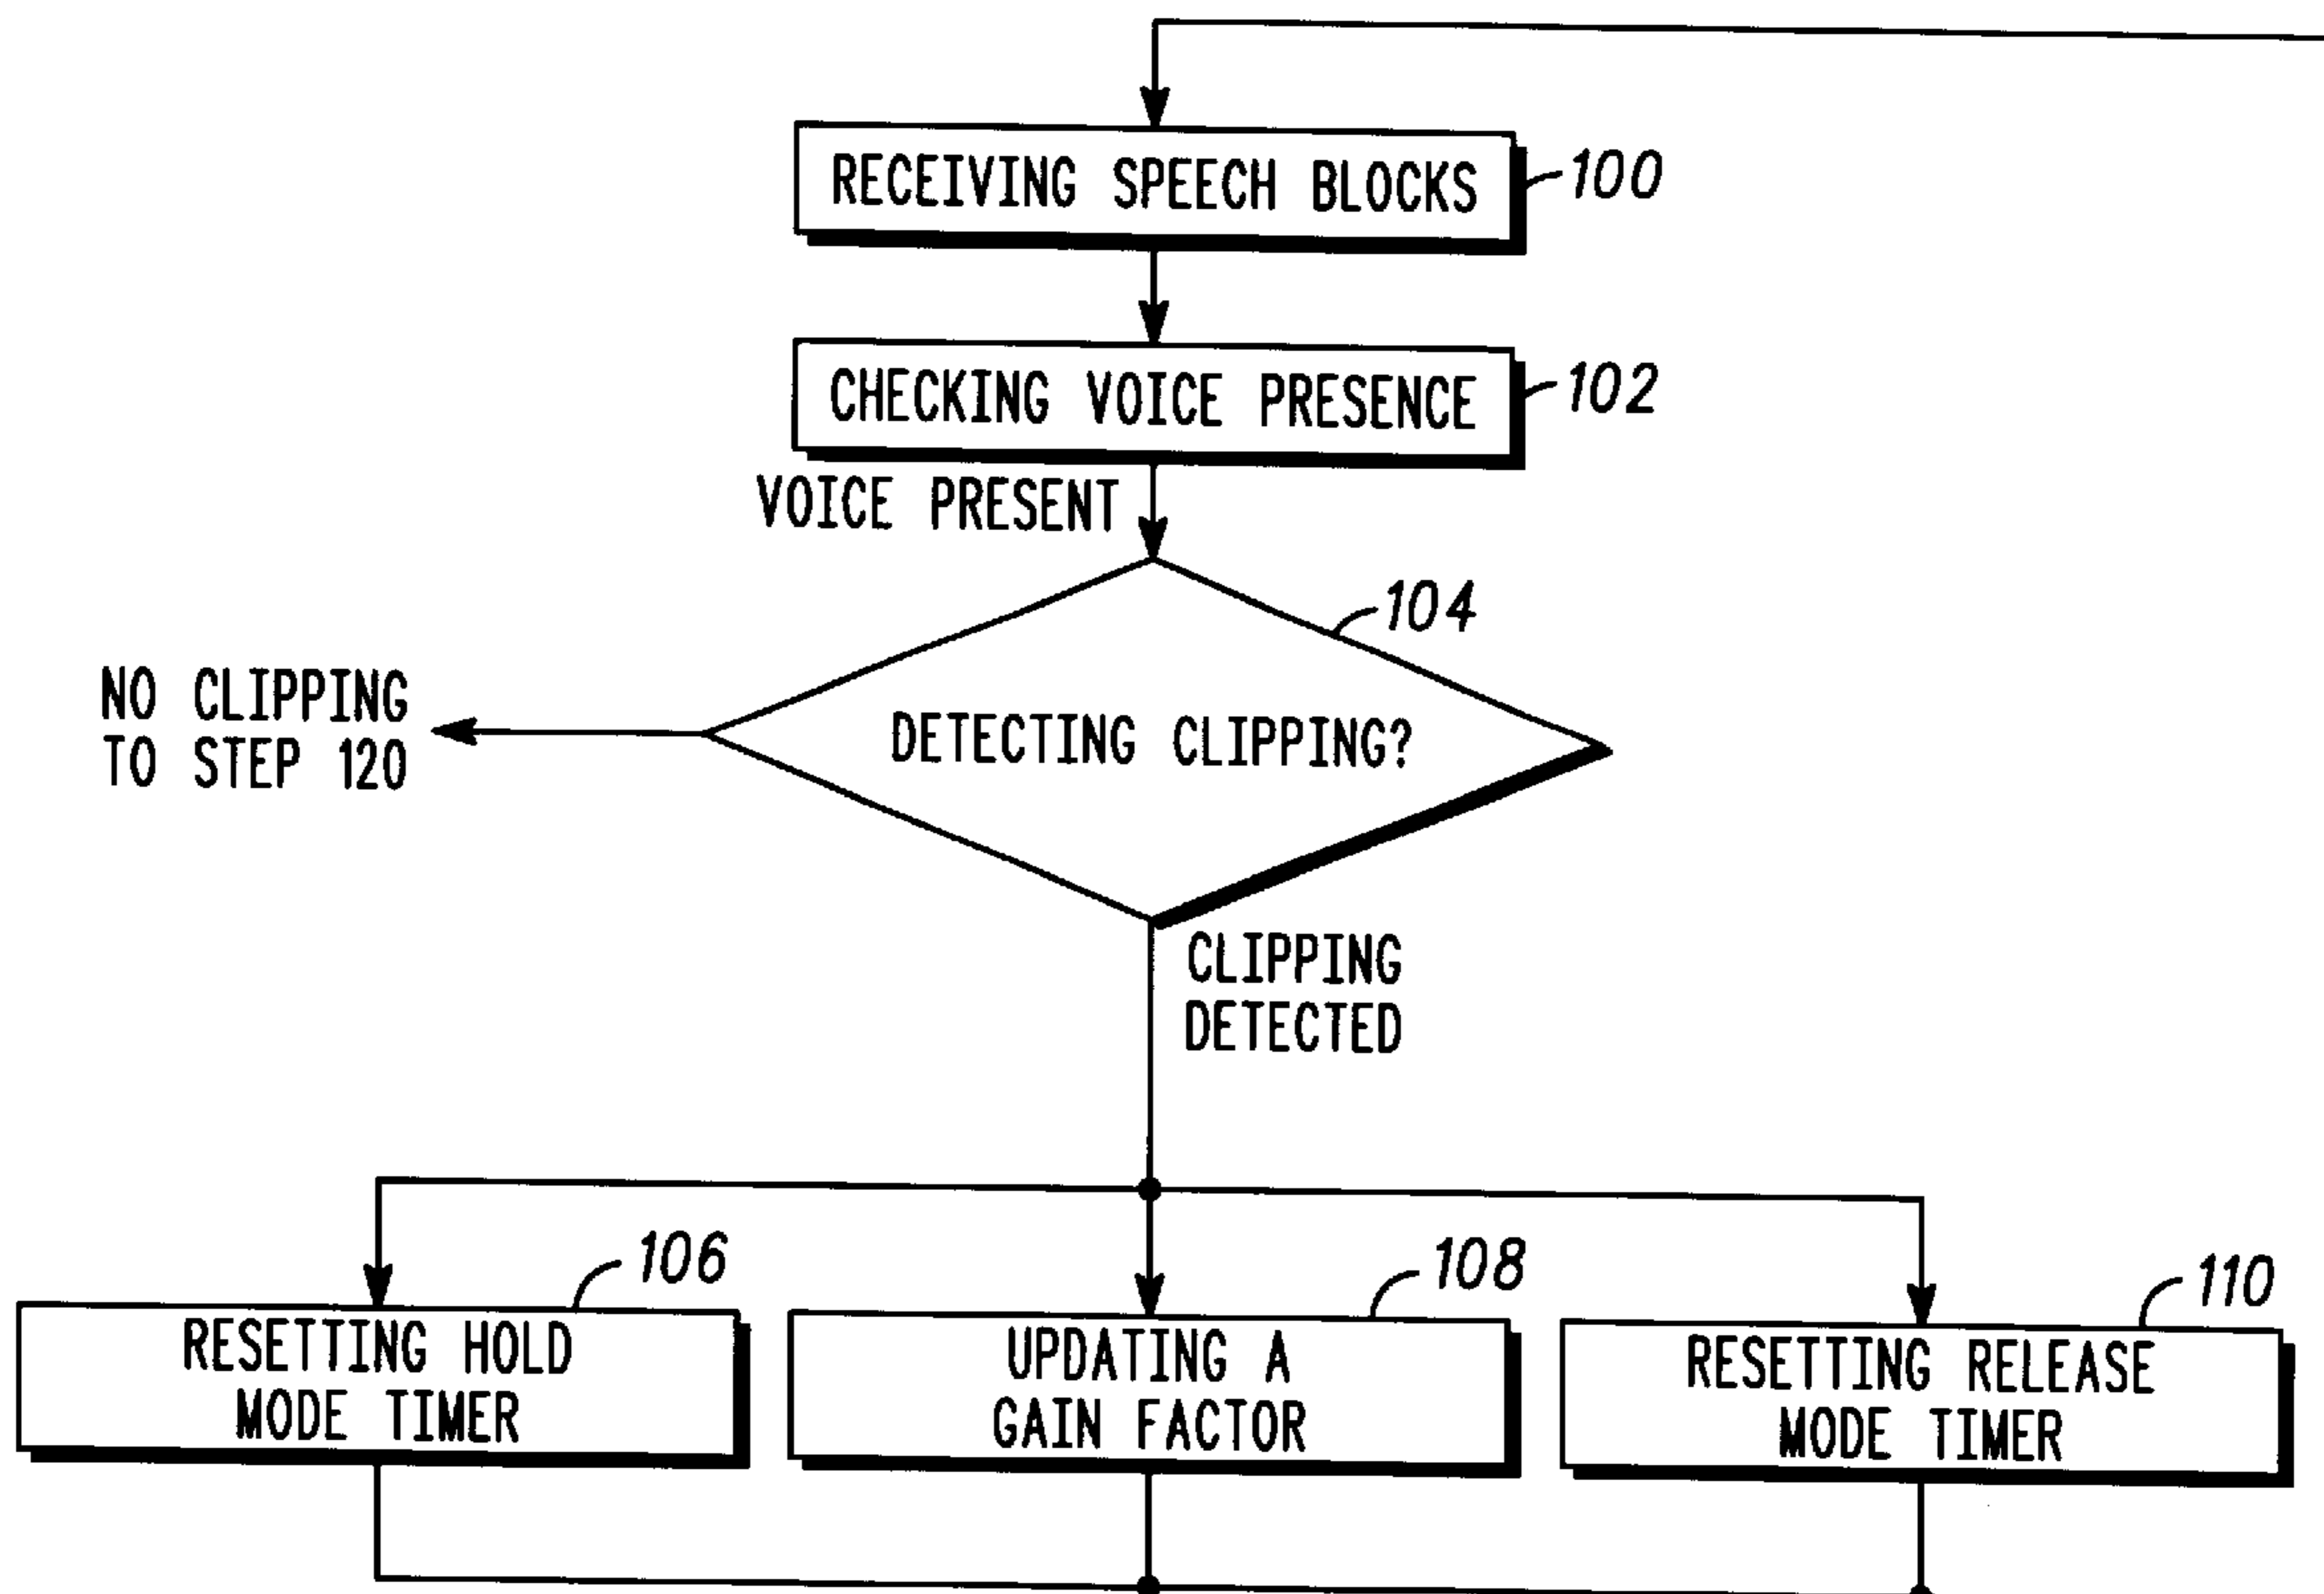 RECEIVING SPEECH BLOCKS
100
CHECKING VOICE PRESENCE
102
VOICE PRESENT
104
NO CLIPPING
TO STEP 120
DETECTING CLIPPING?
CLIPPING
DETECTED
106
108
110
RESETTING HOLD
MODE TIMER
UPDATING A
GAIN FACTOR
RESETTING RELEASE
MODE TIMER